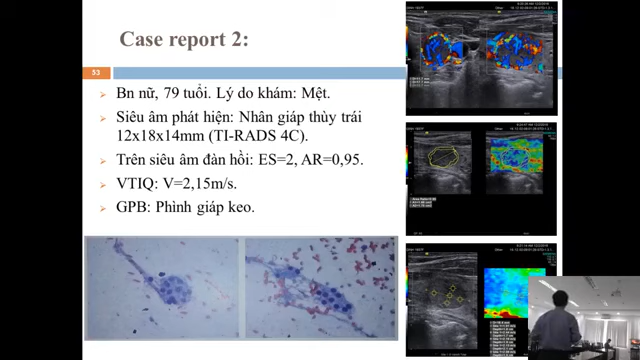 Case report 2:
53
Bn nữ, 79 tuổi. Lý do khám: Mệt.
Siêu âm phát hiện: Nhân giáp thùy trái
12x18x14mm (TI-RADS 4C).
Trên siêu âm đàn hồi: ES=2, AR=0,95.
VTIQ: V=2,15m/s.
GPB: Phình giáp keo.